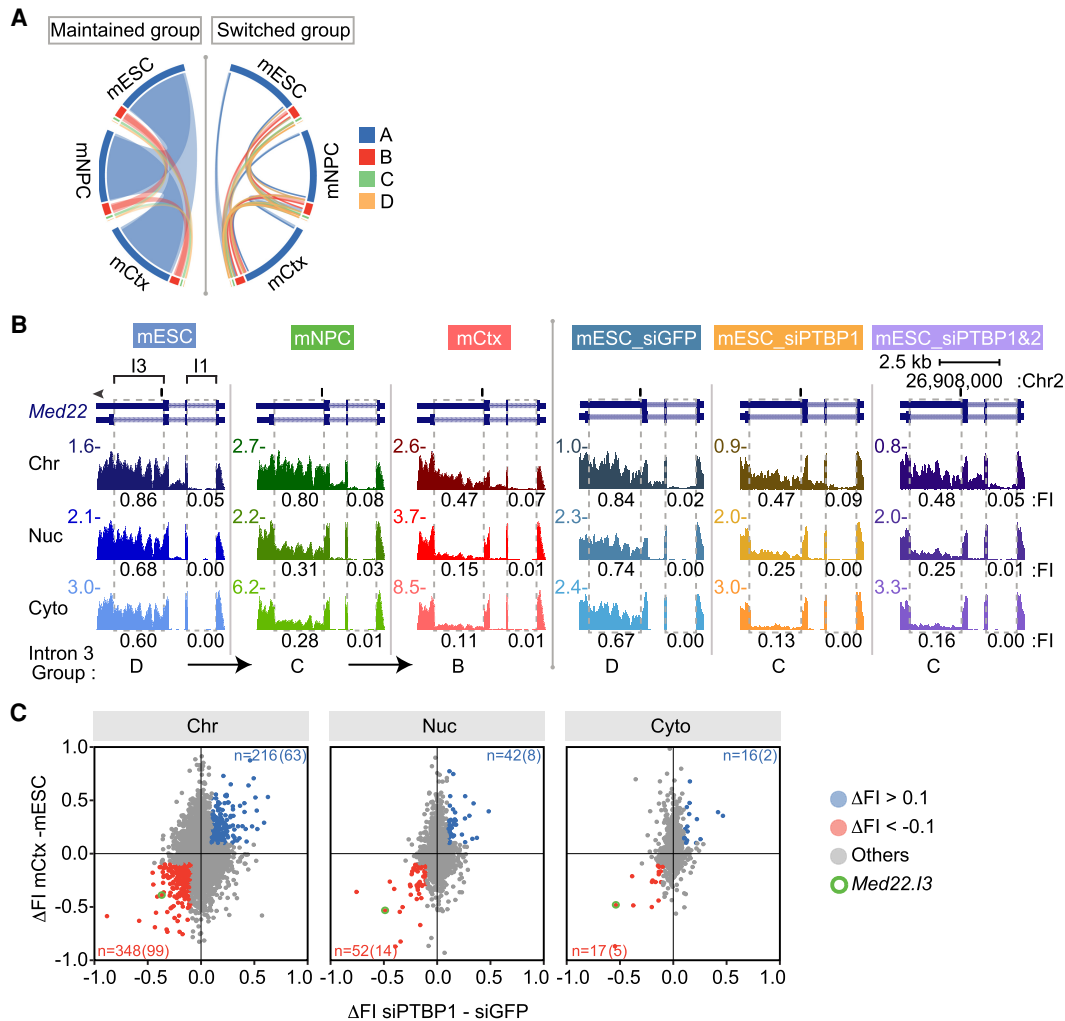 A
Maintained group
Switched group
mESC
mNPC
mCtx
mESC
mNPC
mCtx
A
B
C
D
B
mESC
mNPC
mCtx
mESC_siGFP
mESC_siPTBP1
mESC_siPTBP1&2
I3
I1
2.5 kb
26,908,000 :Chr2
Med22
1.6-
2.7-
2.6-
1.0-
0.9-
0.8-
Chr
0.86 0.05 0.80 0.08 0.47 0.07 0.84 0.02 0.47 0.09 0.48 0.05 :FI
2.1-
2.2-
3.7-
2.3-
2.0-
2.0-
Nuc
0.68 0.00 0.31 0.03 0.15 0.01 0.74 0.00 0.25 0.00 0.25 0.01 :FI
3.0-
6.2-
8.5-
2.4-
3.0-
3.3-
Cyto
0.60 0.00 0.28 0.01 0.11 0.01 0.67 0.00 0.13 0.00 0.16 0.00 :FI
Intron 3
Group :
D
C
B
D
C
C
C
Chr
Nuc
Cyto
1.0
0.5
0.0
-0.5
-1.0
ΔFI mCtx -mESC
n=216(63)
n=42(8)
n=16(2)
n=348(99)
n=52(14)
n=17(5)
-1.0 -0.5 0.0 0.5 1.0
-1.0 -0.5 0.0 0.5 1.0
-1.0 -0.5 0.0 0.5 1.0
ΔFI siPTBP1 - siGFP
ΔFI > 0.1
ΔFI < -0.1
Others
Med22.I3